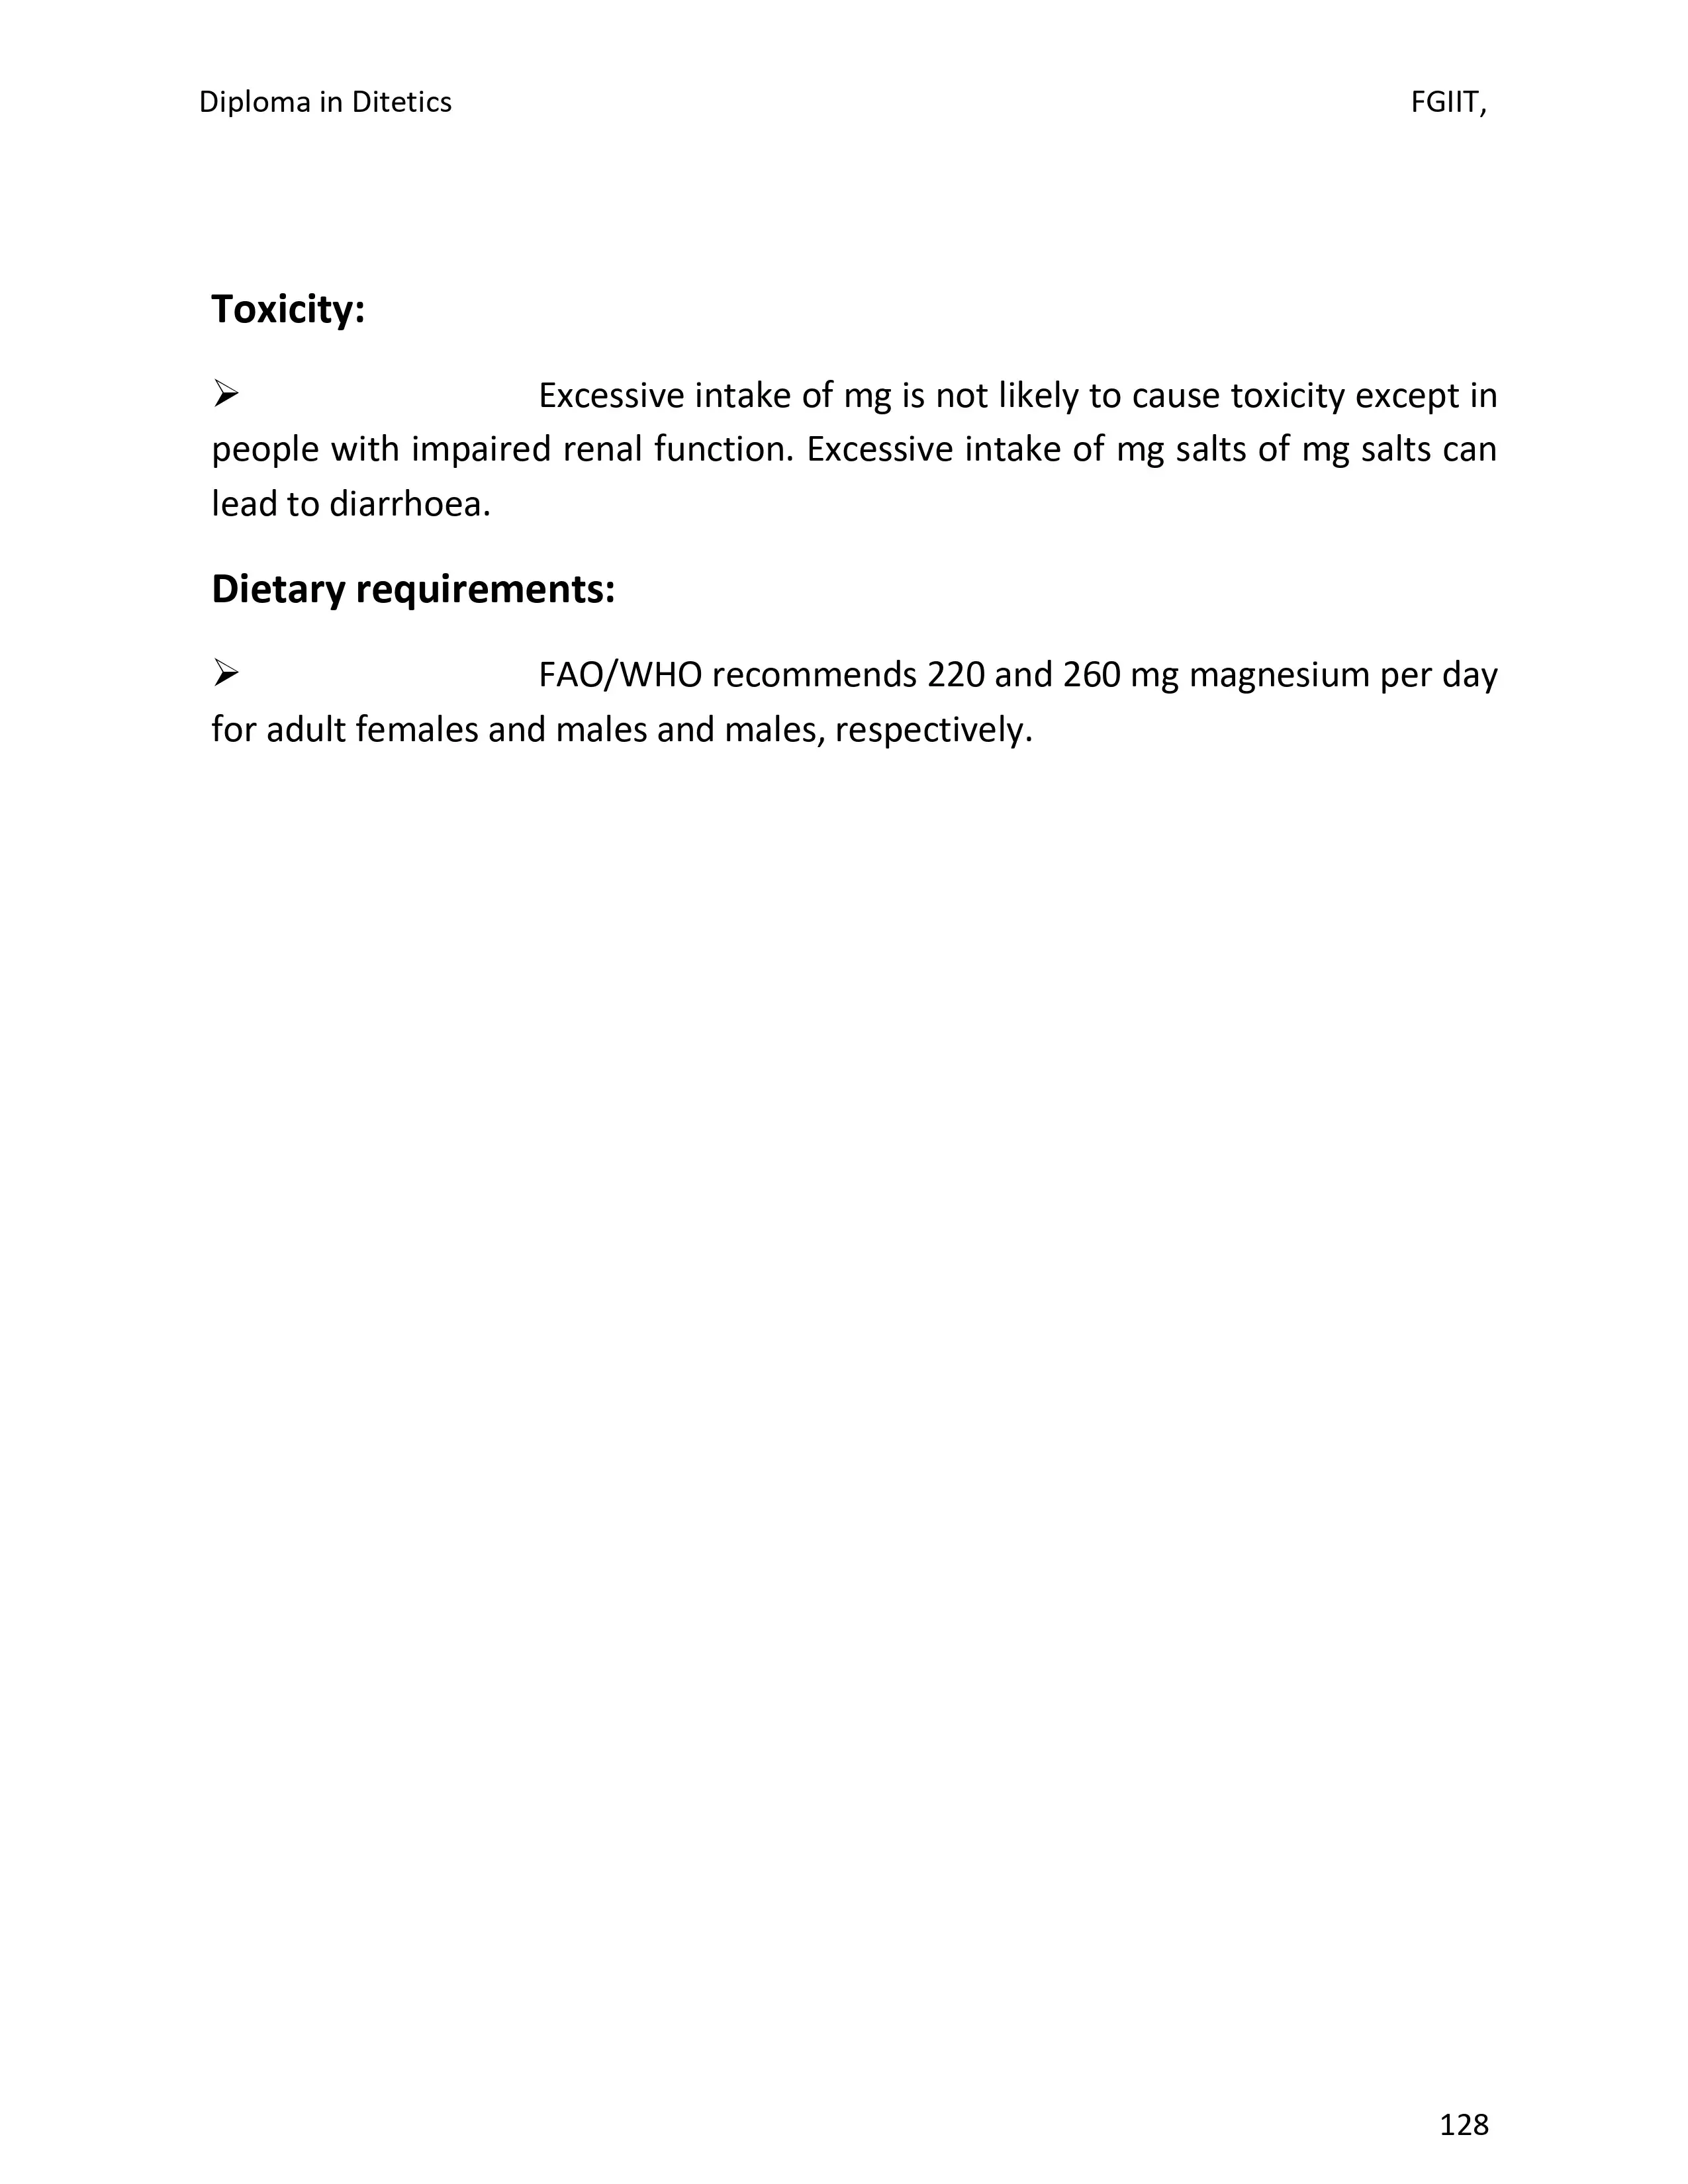 Diploma in Ditetics FGIIT,
Toxicity:
➢ Excessive intake of mg is not likely to cause toxicity except in
people with impaired renal function. Excessive intake of mg salts of mg salts can
lead to diarrhoea.
Dietary requirements:
➢ FAO/WHO recommends 220 and 260 mg magnesium per day
for adult females and males and males, respectively.
128